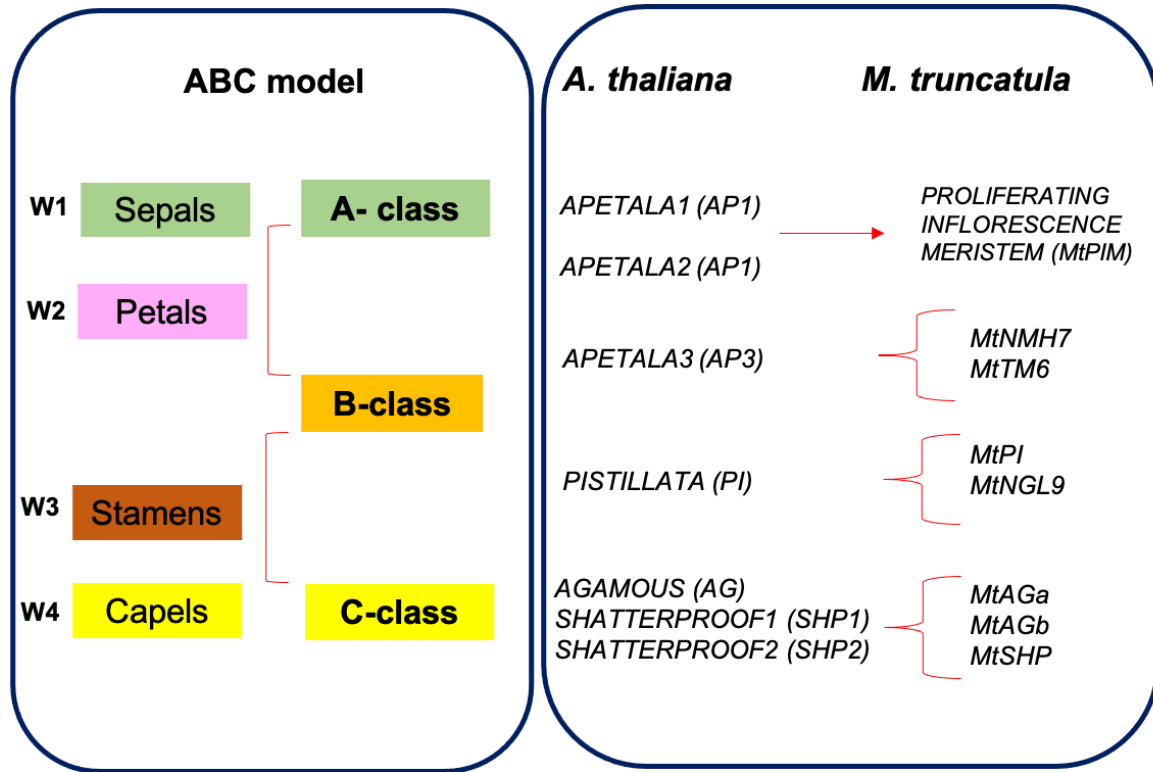 ABC model
W1
Sepals
A- class
W2
Petals
B-class
W3
Stamens
W4
Capels
C-class
A. thaliana
M. truncatula
APETALA1 (AP1)
APETALA2 (AP1)
PROLIFERATING
INFLORESCENCE
MERISTEM (MtPIM)
APETALA3 (AP3)
MtNMH7
MtTM6
PISTILLATA (PI)
MtPI
MtNGL9
AGAMOUS (AG)
SHATTERPROOF1 (SHP1)
SHATTERPROOF2 (SHP2)
MtAGa
MtAGb
MtSHP